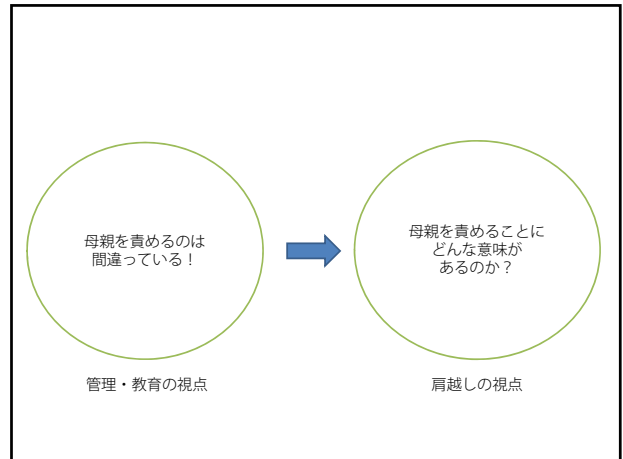 母親を責めるのは
間違っている！
母親を責めることに
どんな意味が
あるのか？
管理・教育の視点
肩越しの視点